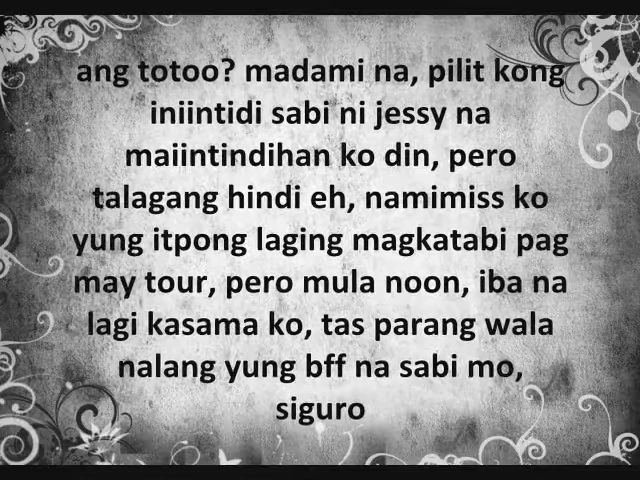 ang totoo? madami na, pilit kong
iniintidi sabi ni jessy na
maiintindihan ko din, pero
talagang hindi eh, namimiss ko
yung itpong laging magkatabi pag
may tour, pero mula noon, iba na
lagi kasama ko, tas parang wala
nalang yung bff na sabi mo,
siguro